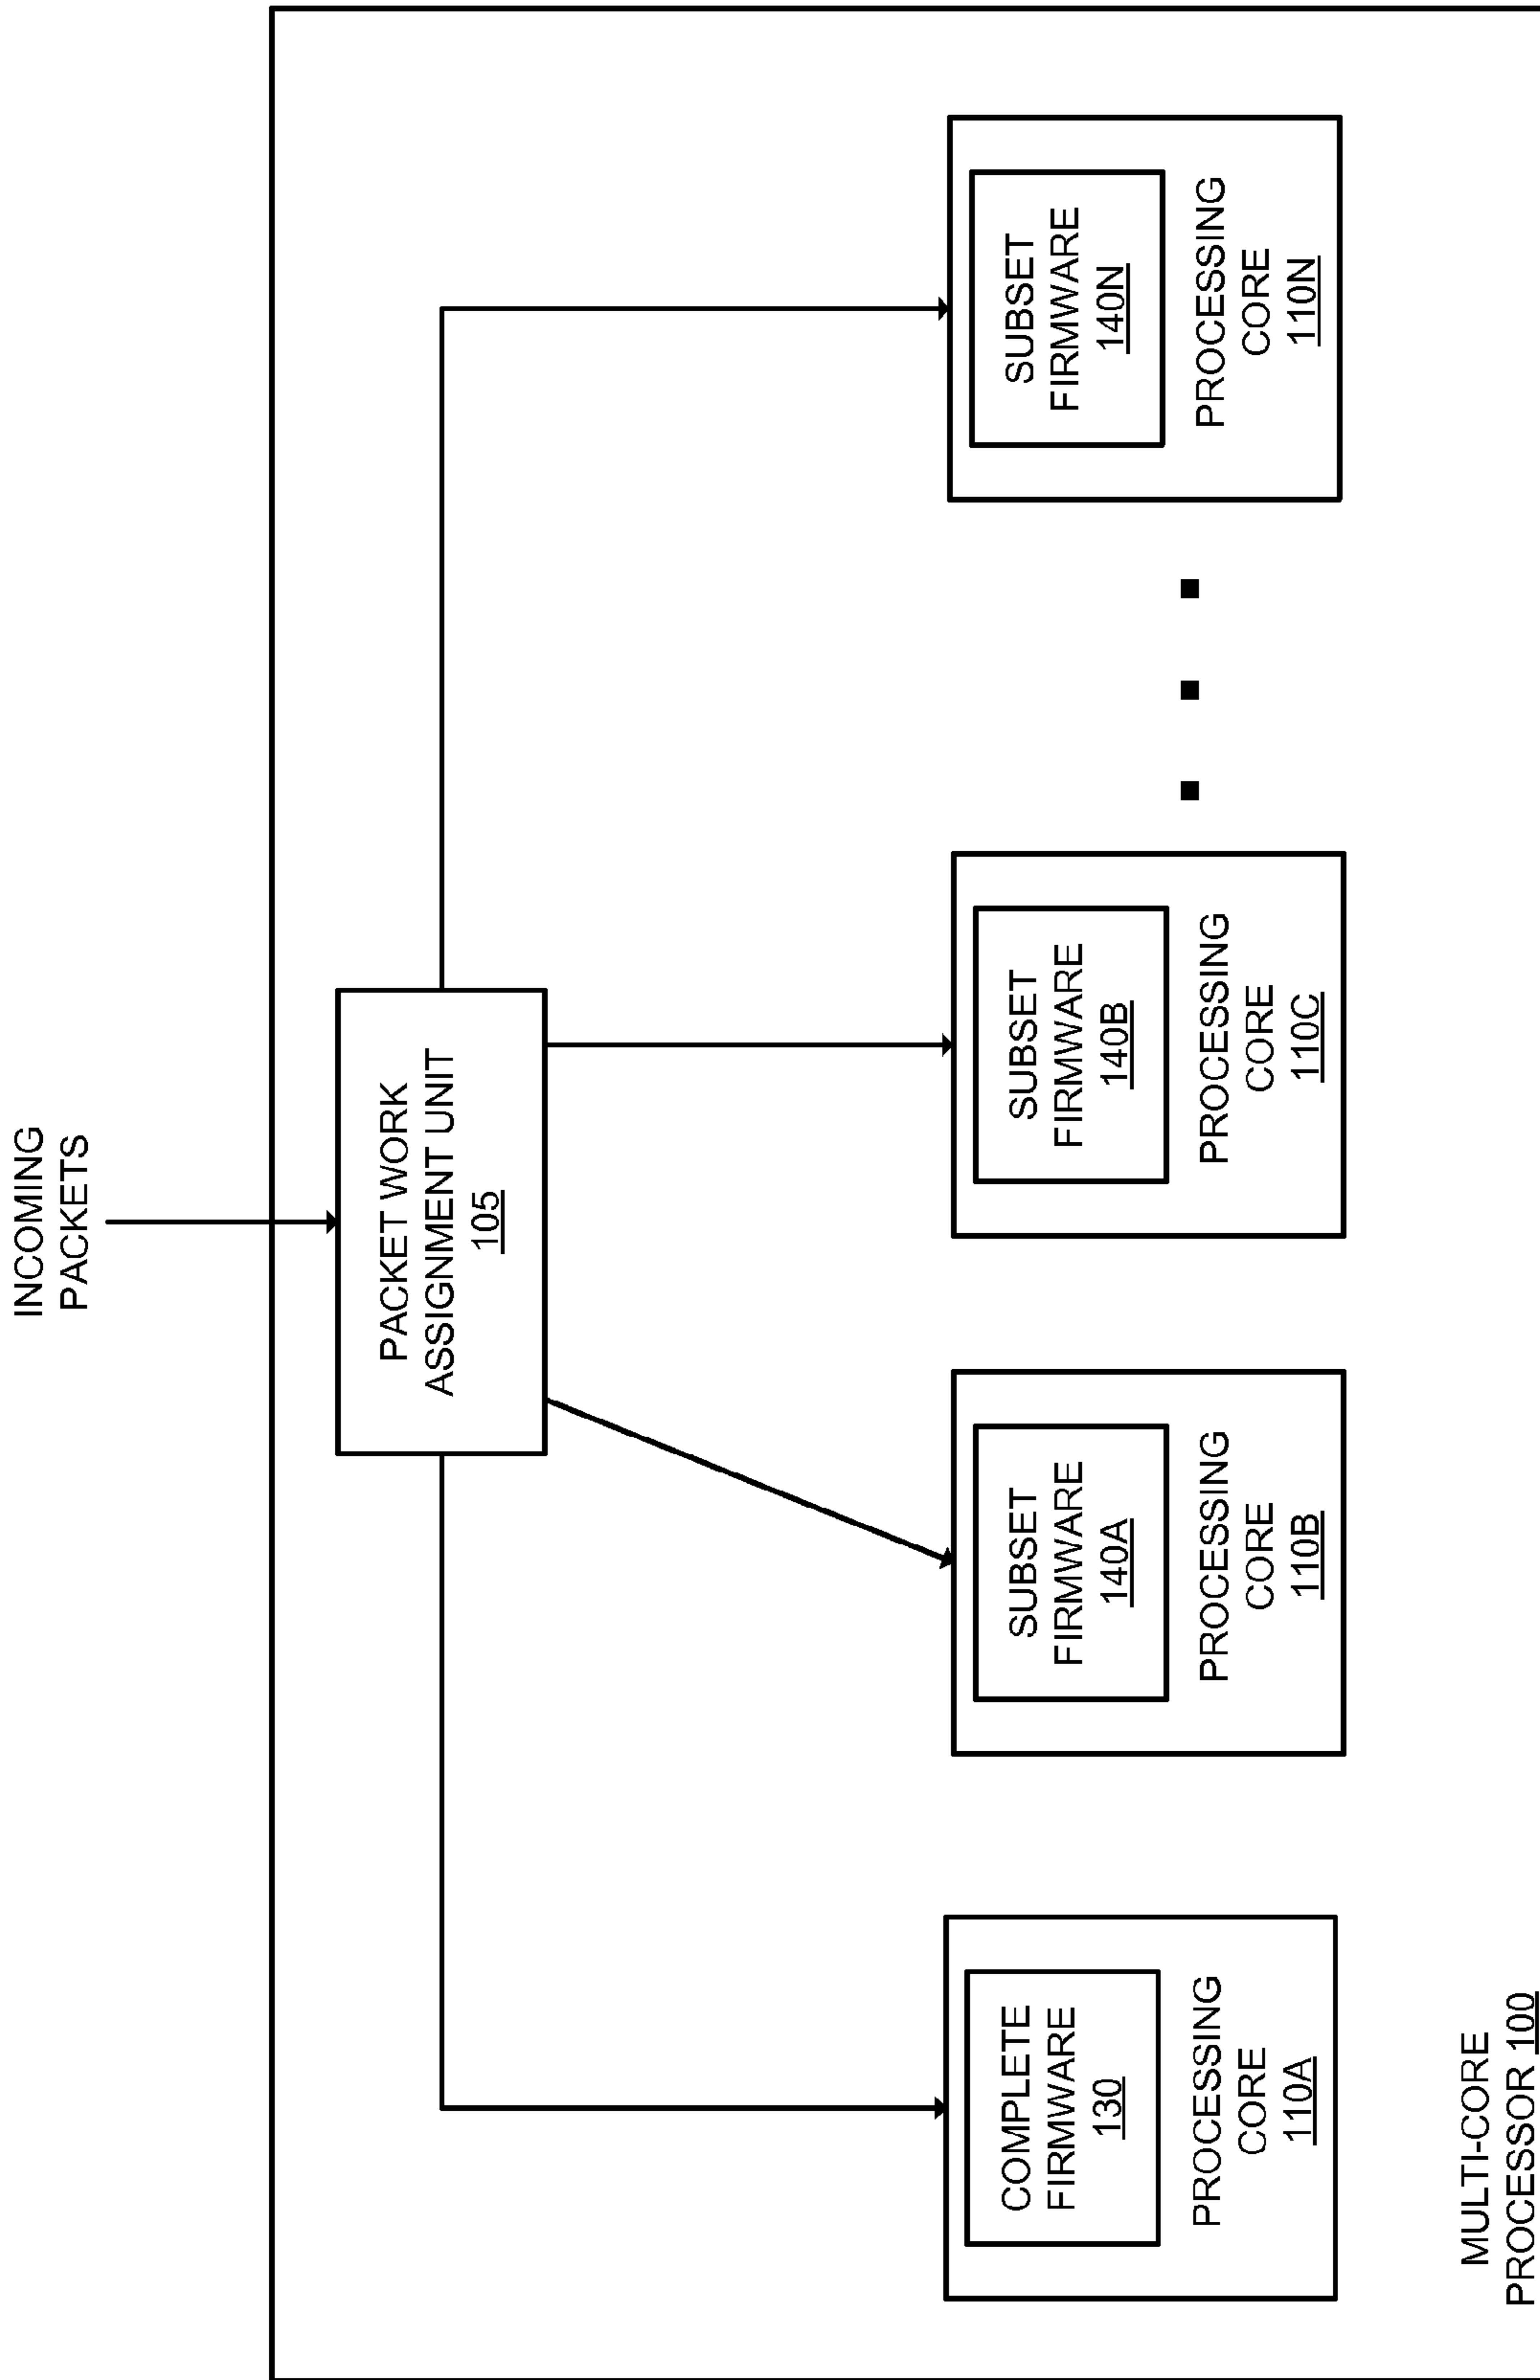 INCOMING
PACKETS
PACKET WORK
ASSIGNMENT UNIT
105
COMPLETE
FIRMWARE
130
PROCESSING
CORE
110A
SUBSET
FIRMWARE
140A
PROCESSING
CORE
110B
SUBSET
FIRMWARE
140B
PROCESSING
CORE
110C
SUBSET
FIRMWARE
140N
PROCESSING
CORE
110N
MULTI-CORE
PROCESSOR 100